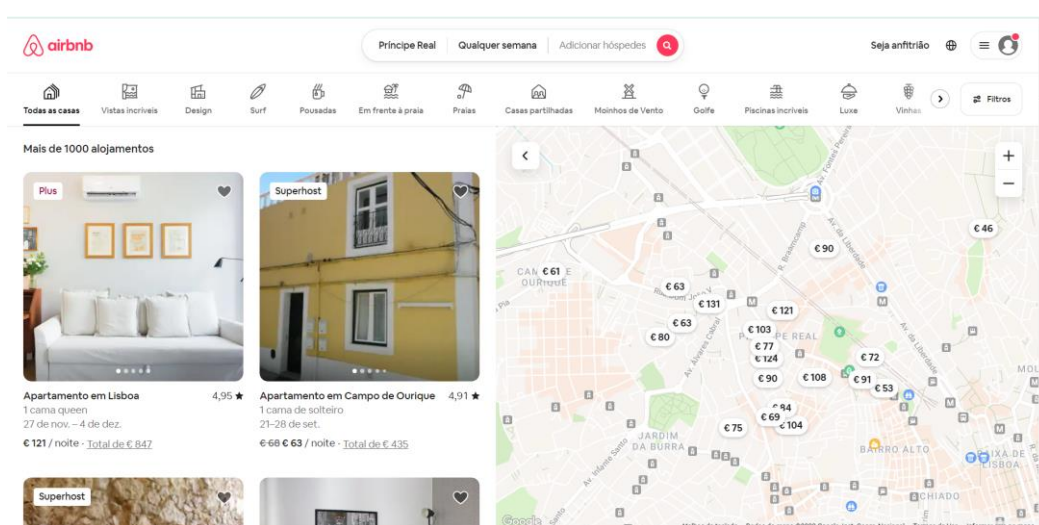 airbnb
Príncipe Real Qualquer semana Adicionar hóspedes
Seja anfitrião
Todas as casas Vistas incríveis Design Surf Pousadas Em frente à praia Praias Casas partilhadas Moinhos de Vento Golfe Piscinas incríveis Luxe Vinhas
Filtros
Mais de 1000 alojamentos
Plus
Superhost
Apartamento em Lisboa 4,95 ★
1 cama queen
27 de nov. – 4 de dez.
€ 121 / noite · Total de € 847
Apartamento em Campo de Ourique 4,91 ★
1 cama de solteiro
21–28 de set.
€ 68 € 63 / noite · Total de € 435
Superhost
€ 46
€ 90
€ 61
€ 63
€ 131
€ 121
€ 63
€ 103
€ 80
€ 77
€ 124
€ 72
€ 90
€ 108
€ 91
€ 53
€ 84
€ 69
€ 104
€ 75
R. Braamcamp
Av. da Liberdade
Av. da Liberdade
Av. Álvares Cabral
Av. Infante Santo
OURIQUE
JARDIM
DA BURRA
BAIRRO ALTO
BAIXA DE
LISBOA
CHIADO
Google